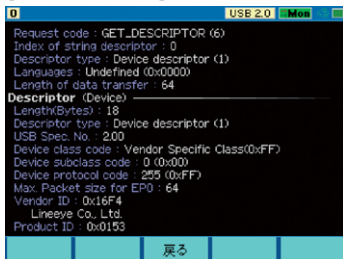 0 USB 2.0 Mon
Request code : GET_DESCRIPTOR (6)
Index of string descriptor : 0
Descriptor type : Device descriptor (1)
Languages : Undefined (0x0000)
Length of data transfer : 64
Descriptor (Device)
Length(Bytes) : 18
Descriptor type : Device descriptor (1)
USB Spec. No. : 2.00
Device class code : Vendor Specific Class(0xFF)
Device subclass code : 0 (0x00)
Device protocol code : 255 (0xFF)
Max. Packet size for EP0 : 64
Vendor ID : 0x16F4
Lineeye Co., Ltd.
Product ID : 0x0153
戻る